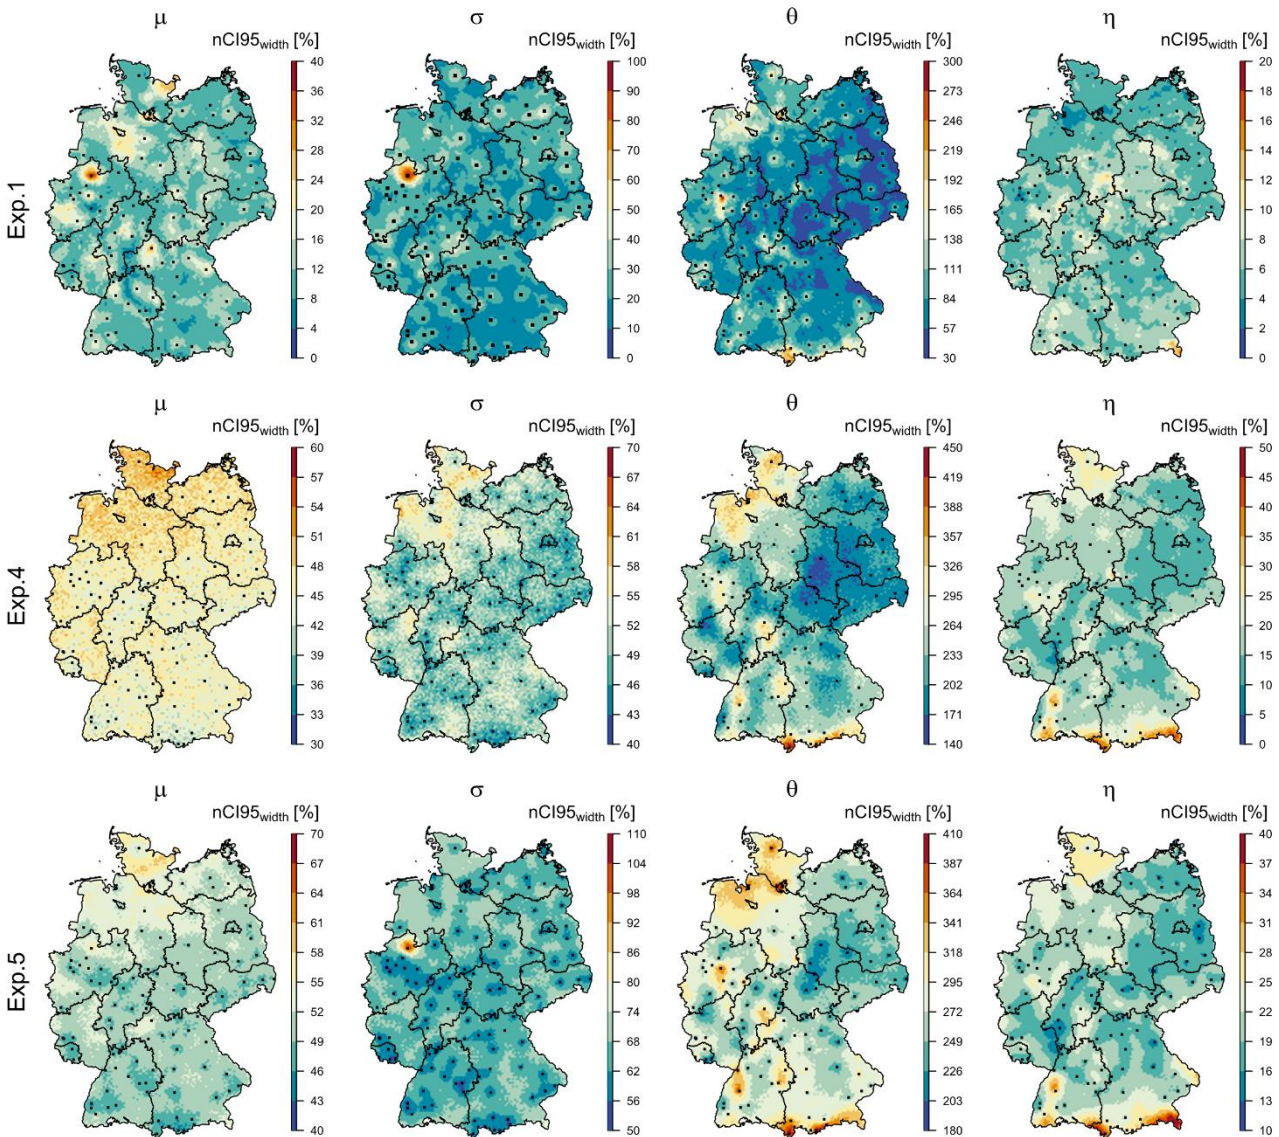 μ σ θ η
nCI95width [%] nCI95width [%] nCI95width [%] nCI95width [%]
40 100 300 20
36 90 273 18
32 80 246 16
28 70 219 14
24 60 192 12
Exp.1 20 50 165 10
16 40 138 8
12 30 111 6
8 20 84 4
4 10 57 2
0 0 30 0
μ σ θ η
nCI95width [%] nCI95width [%] nCI95width [%] nCI95width [%]
60 70 450 50
57 67 419 45
54 64 388 40
51 61 357 35
48 58 326 30
Exp.4 45 55 295 25
42 52 264 20
39 49 233 15
36 46 202 10
33 43 171 5
30 40 140 0
μ σ θ η
nCI95width [%] nCI95width [%] nCI95width [%] nCI95width [%]
70 110 410 40
67 104 387 37
64 98 364 34
61 92 341 31
58 86 318 28
Exp.5 55 80 295 25
52 74 272 22
49 68 249 19
46 62 226 16
43 56 203 13
40 50 180 10